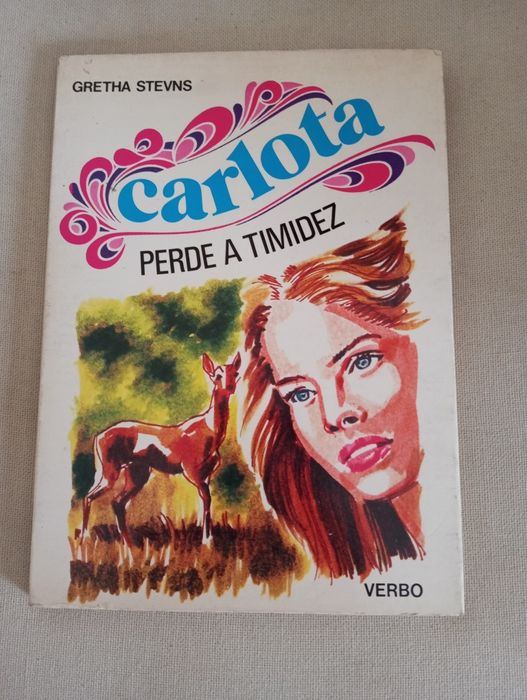 GRETHA STEVNS
carlota
PERDE A TIMIDEZ
VERBO